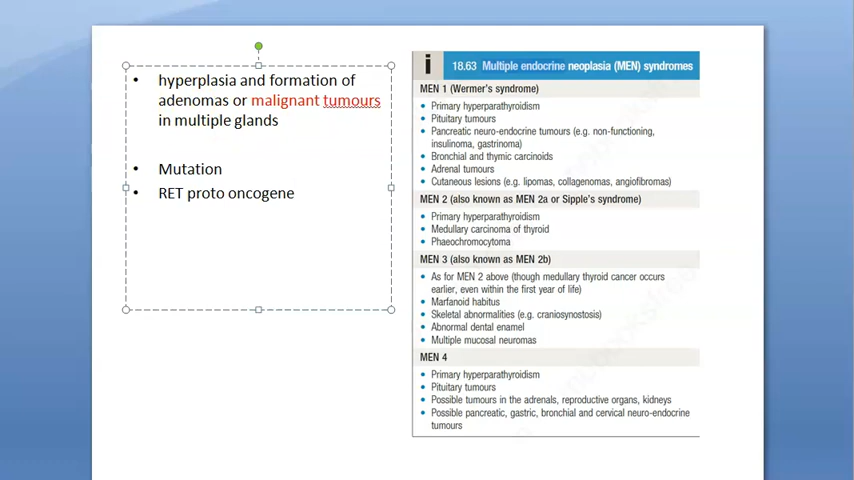 hyperplasia and formation of
adenomas or malignant tumours
in multiple glands
Mutation
RET proto oncogene
i 18.63 Multiple endocrine neoplasia (MEN) syndromes
MEN 1 (Wermer's syndrome)
Primary hyperparathyroidism
Pituitary tumours
Pancreatic neuro-endocrine tumours (e.g. non-functioning,
insulinoma, gastrinoma)
Bronchial and thymic carcinoids
Adrenal tumours
Cutaneous lesions (e.g. lipomas, collagenomas, angiofibromas)
MEN 2 (also known as MEN 2a or Sipple's syndrome)
Primary hyperparathyroidism
Medullary carcinoma of thyroid
Phaeochromocytoma
MEN 3 (also known as MEN 2b)
As for MEN 2 above (though medullary thyroid cancer occurs
earlier, even within the first year of life)
Marfanoid habitus
Skeletal abnormalities (e.g. craniosynostosis)
Abnormal dental enamel
Multiple mucosal neuromas
MEN 4
Primary hyperparathyroidism
Pituitary tumours
Possible tumours in the adrenals, reproductive organs, kidneys
Possible pancreatic, gastric, bronchial and cervical neuro-endocrine
tumours